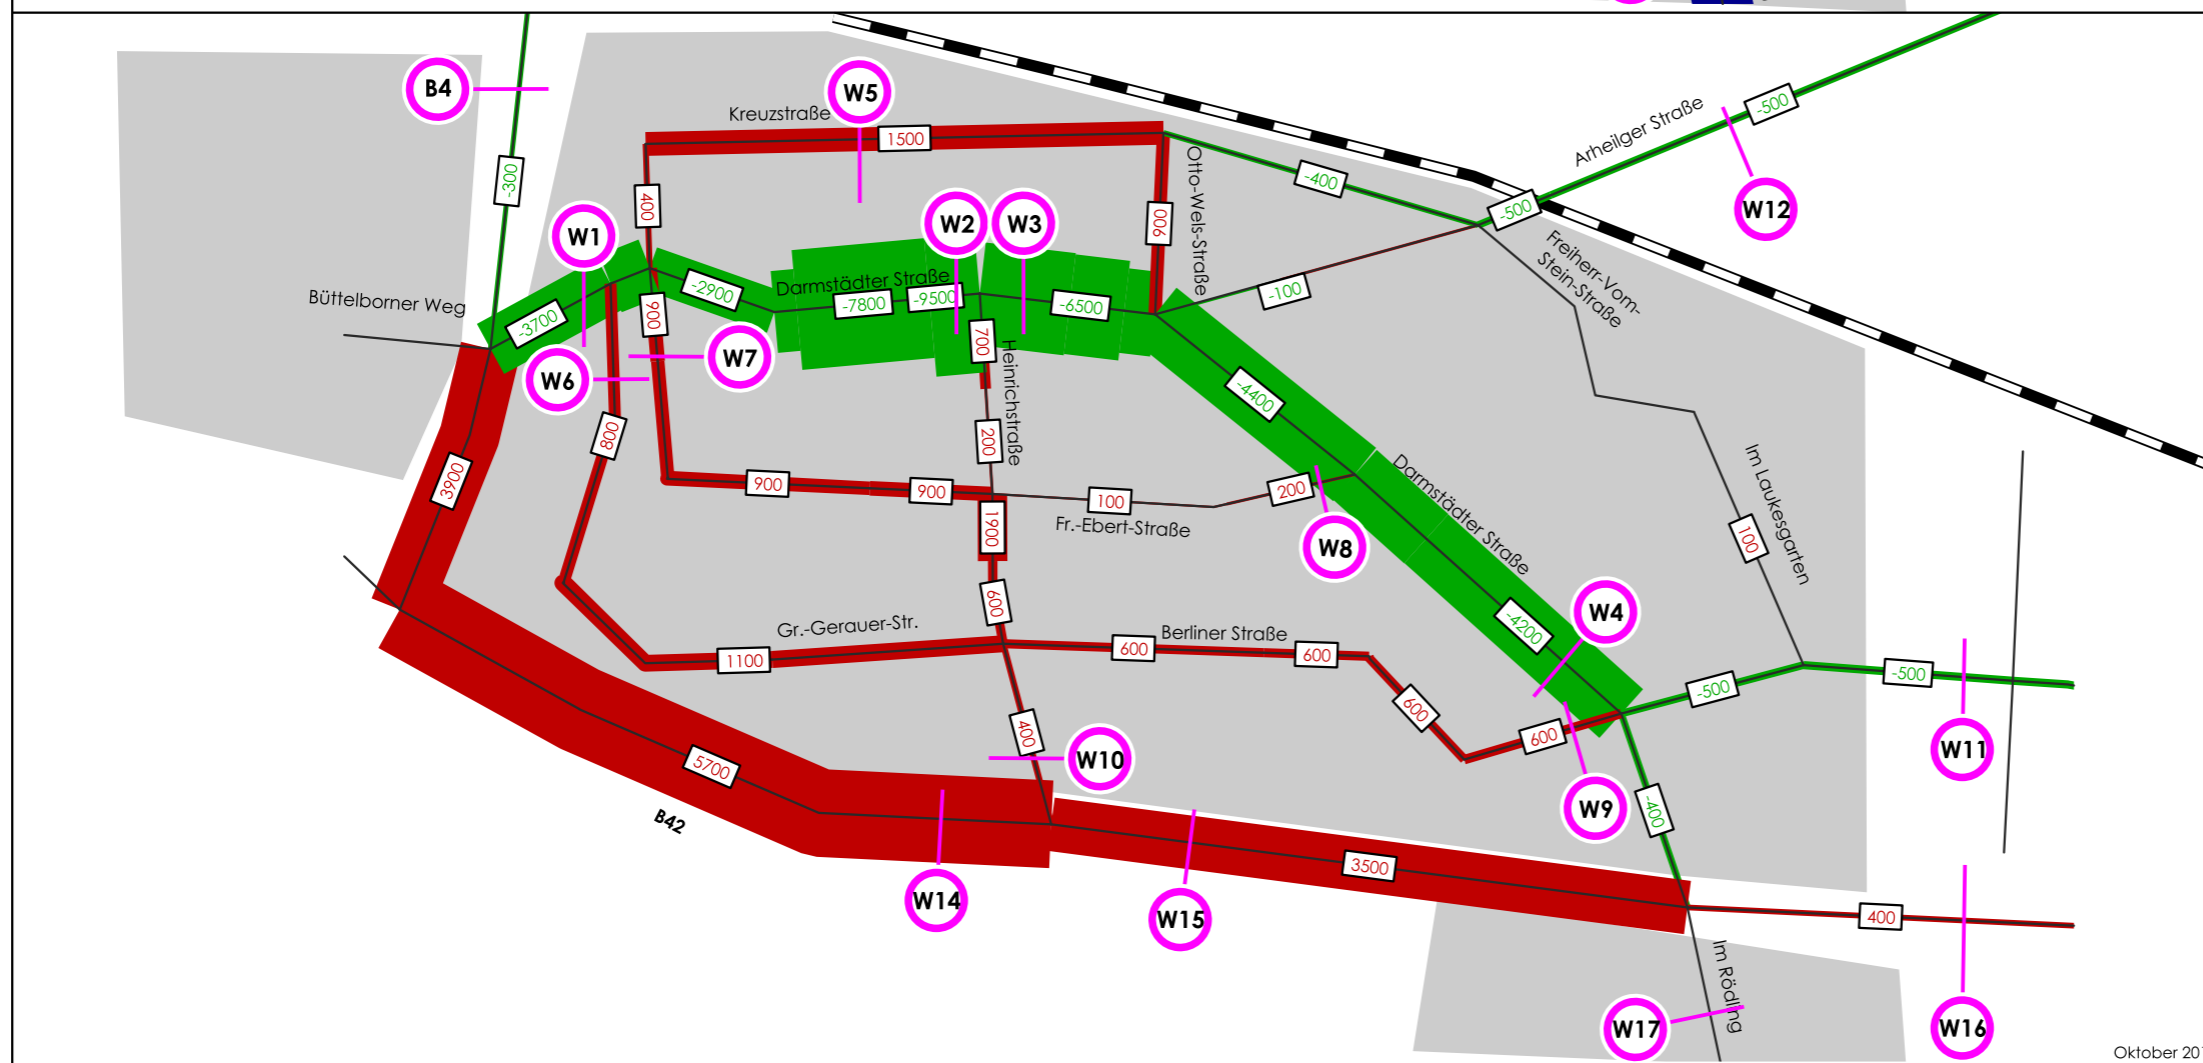 B4
W5
Kreuzstraße
1500
-500
Arheilger Straße
W12
-300
400
W1
W2
W3
900
Otto-Wels-Straße
-400
-500
Freiherr-Vom-
Stein-Straße
Büttelborner Weg
-3700
-2900
Darmstädter Straße
-7800
-9500
-6500
-100
900
W7
W6
700
Heinrichstraße
-4400
800
200
3900
900
900
100
200
Fr.-Ebert-Straße
1900
W8
Darmstädter Straße
Im Laukesgarten
100
600
Gr.-Gerauer-Str.
1100
600
Berliner Straße
600
-4200
W4
600
600
-500
-500
W11
5700
400
W10
W9
-400
B42
W14
W15
3500
400
Im Rödling
W17
W16